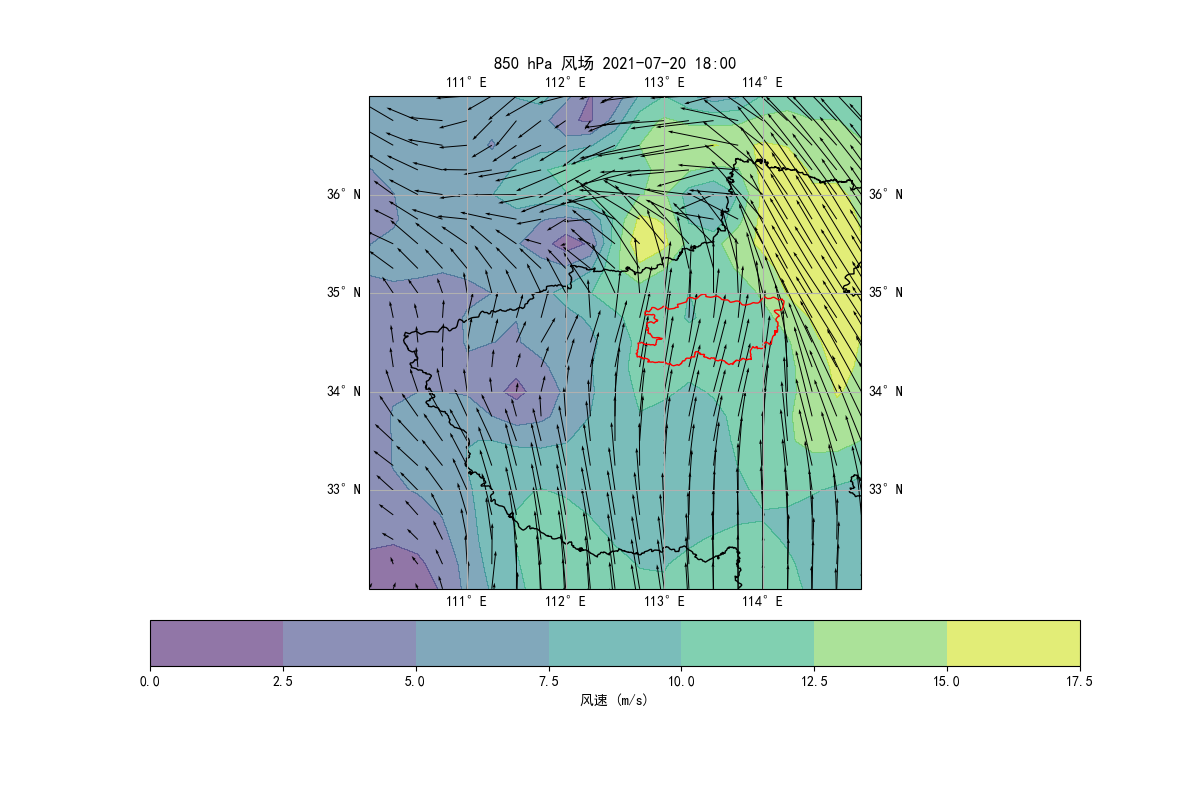 850 hPa 风场 2021-07-20 18:00
111° E 112° E 113° E 114° E
36° N 36° N
35° N 35° N
34° N 34° N
33° N 33° N
111° E 112° E 113° E 114° E
0.0 2.5 5.0 7.5 10.0 12.5 15.0 17.5
风速 (m/s)